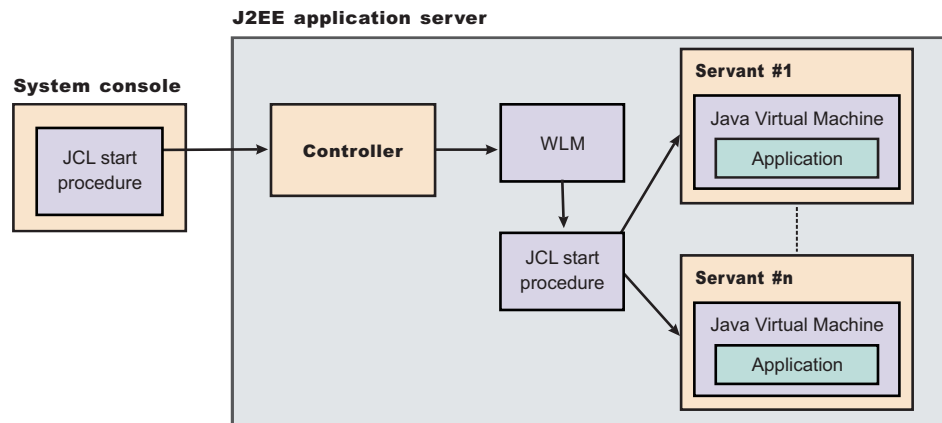 J2EE application server
System console
JCL start
procedure
Controller
WLM
JCL start
procedure
Servant #1
Java Virtual Machine
Application
Servant #n
Java Virtual Machine
Application